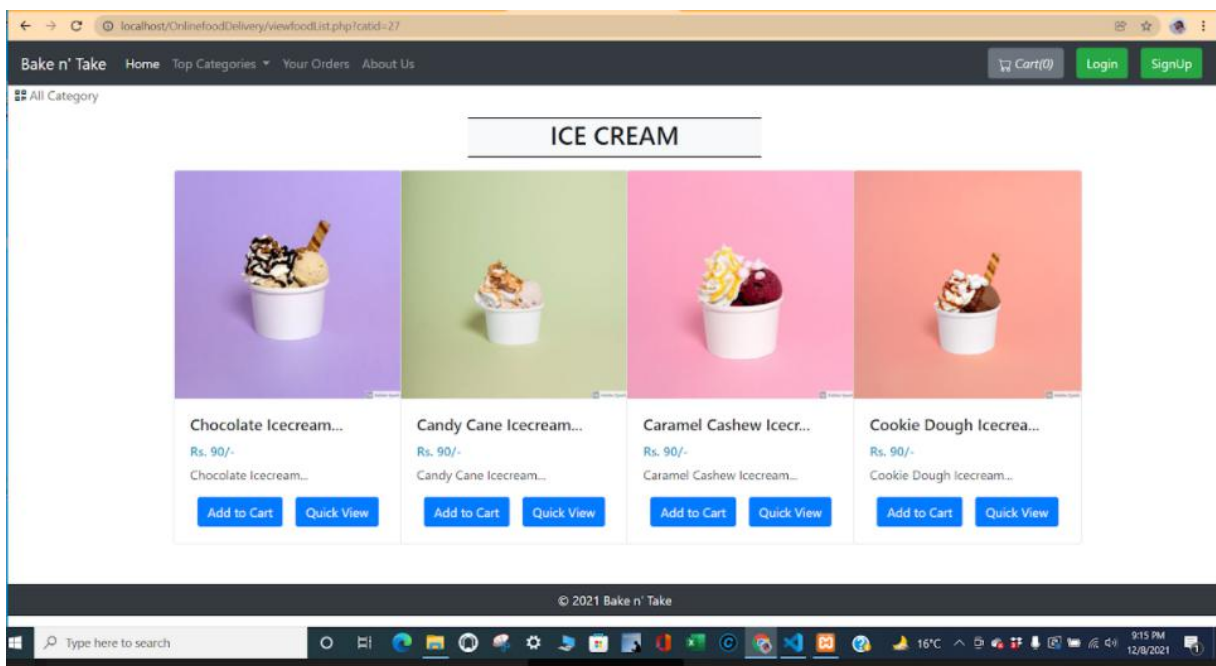 localhost/OnlinefoodDelivery/viewfoodList.php?catid=27
Bake n' Take Home Top Categories Your Orders About Us Cart(0) Login SignUp
All Category
ICE CREAM
Chocolate Icecream... Candy Cane Icecream... Caramel Cashew Icecr... Cookie Dough Icecrea...
Rs. 90/- Rs. 90/- Rs. 90/- Rs. 90/-
Chocolate Icecream... Candy Cane Icecream... Caramel Cashew Icecream... Cookie Dough Icecream...
Add to Cart Quick View Add to Cart Quick View Add to Cart Quick View Add to Cart Quick View
© 2021 Bake n' Take
Type here to search 16°C 9:15 PM
12/8/2021